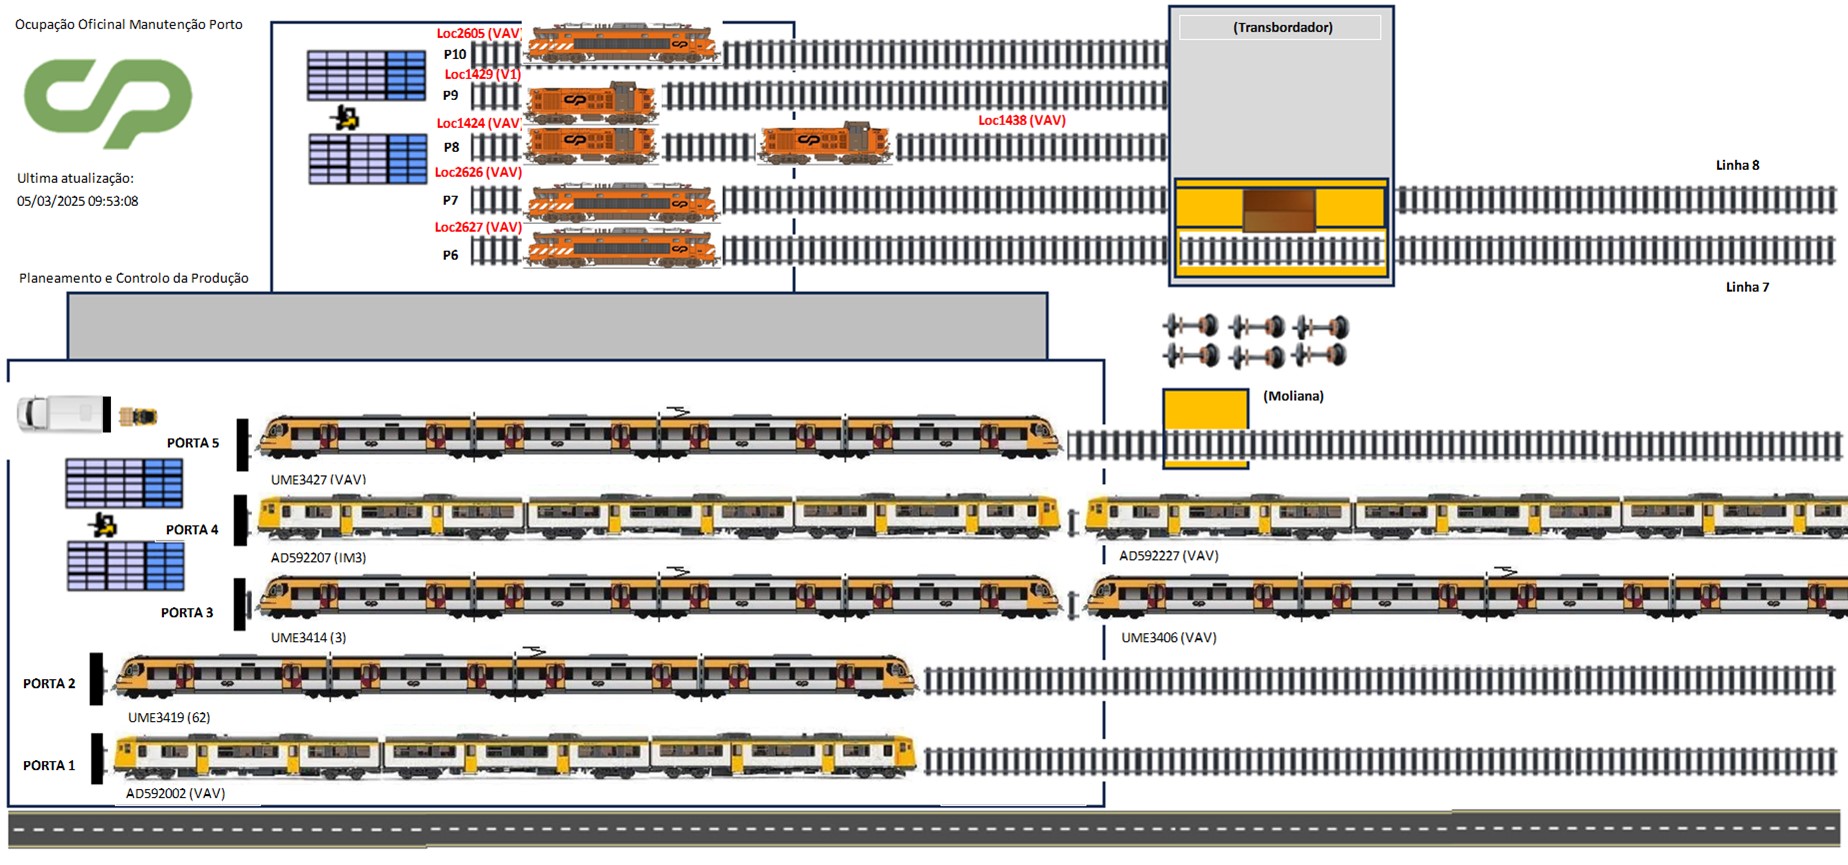 Ocupação Oficinal Manutenção Porto
Ultima atualização:
05/03/2025 09:53:08
Planeamento e Controlo da Produção
Loc2605 (VAV)
P10
Loc1429 (V1)
P9
Loc1424 (VAV)
P8
Loc1438 (VAV)
Loc2626 (VAV)
P7
Loc2627 (VAV)
P6
(Transbordador)
Linha 8
Linha 7
(Moliana)
PORTA 5
UME3427 (VAV)
PORTA 4
AD592207 (IM3)
AD592227 (VAV)
PORTA 3
UME3414 (3)
UME3406 (VAV)
PORTA 2
UME3419 (62)
PORTA 1
AD592002 (VAV)